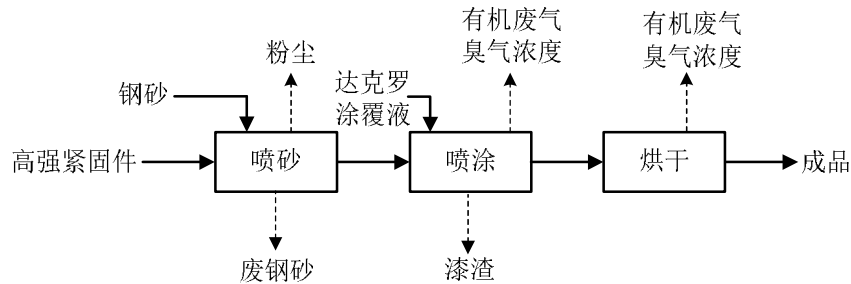 有机废气
臭气浓度
有机废气
臭气浓度
粉尘
钢砂
达克罗
涂覆液
高强紧固件
喷砂
喷涂
烘干
成品
废钢砂
漆渣